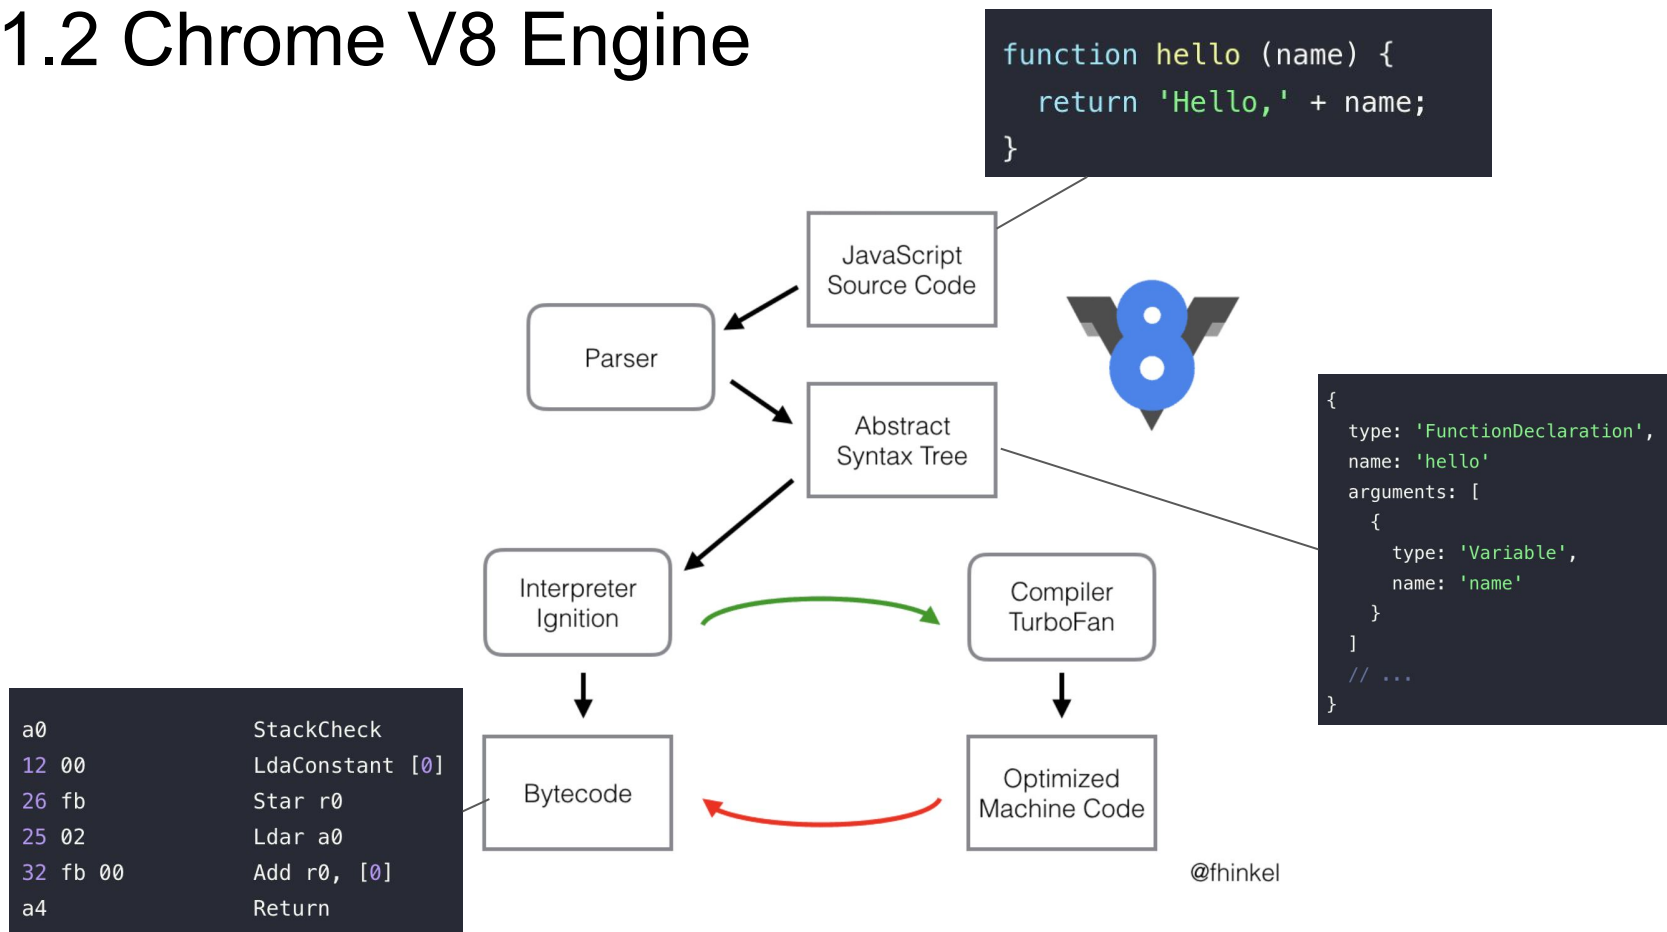 1.2 Chrome V8 Engine
function hello (name) {
  return 'Hello,' + name;
}
JavaScript
Source Code
Parser
8
Abstract
Syntax Tree
{
  type: 'FunctionDeclaration',
  name: 'hello'
  arguments: [
    {
      type: 'Variable',
      name: 'name'
    }
  ]
  // ...
}
Interpreter
Ignition
Compiler
TurboFan
a0 StackCheck
12 00 LdaConstant [0]
26 fb Star r0
25 02 Ldar a0
32 fb 00 Add r0, [0]
a4 Return
Bytecode
Optimized
Machine Code
@fhinkel